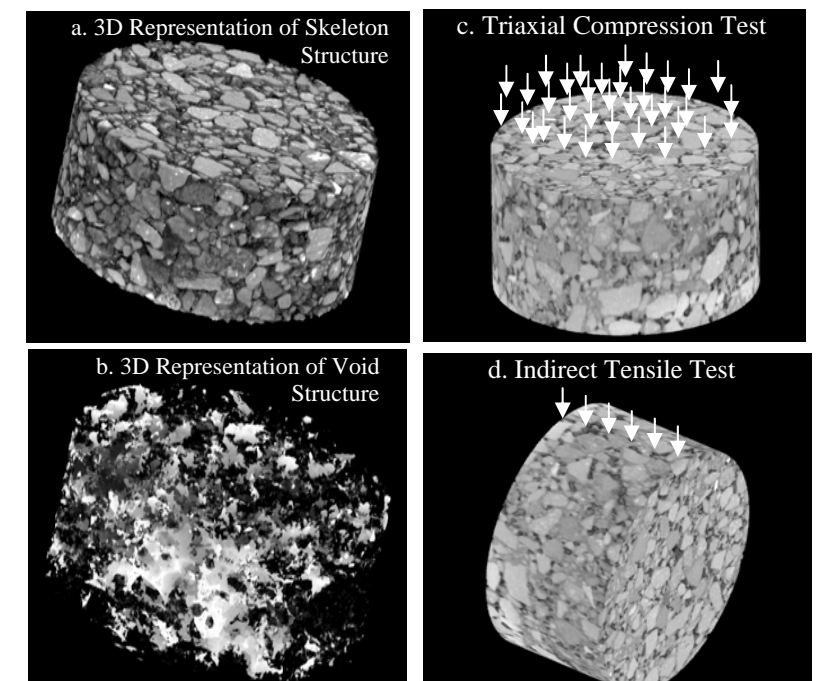 a. 3D Representation of Skeleton
Structure
c. Triaxial Compression Test
b. 3D Representation of Void
Structure
d. Indirect Tensile Test